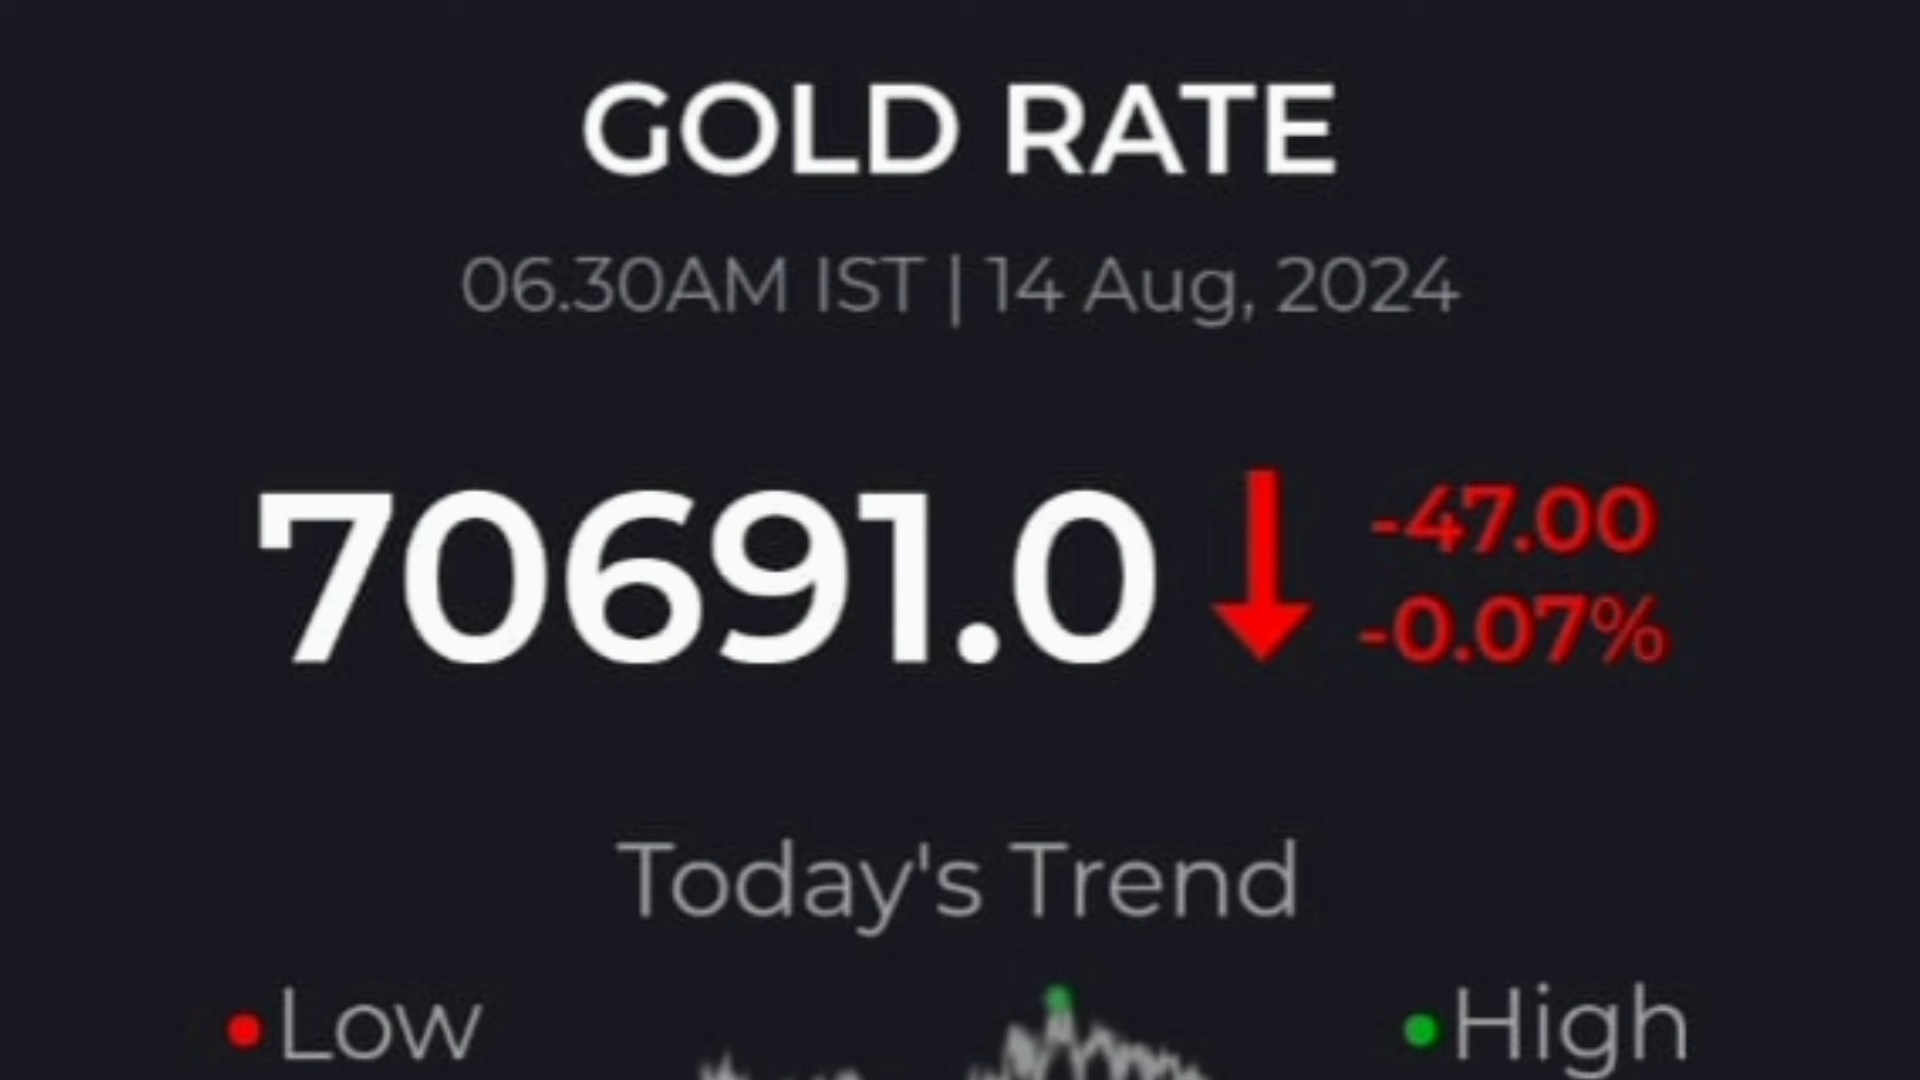 GOLD RATE
06.30AM IST | 14 Aug, 2024
70691.0
-47.00
-0.07%
Today's Trend
Low
High